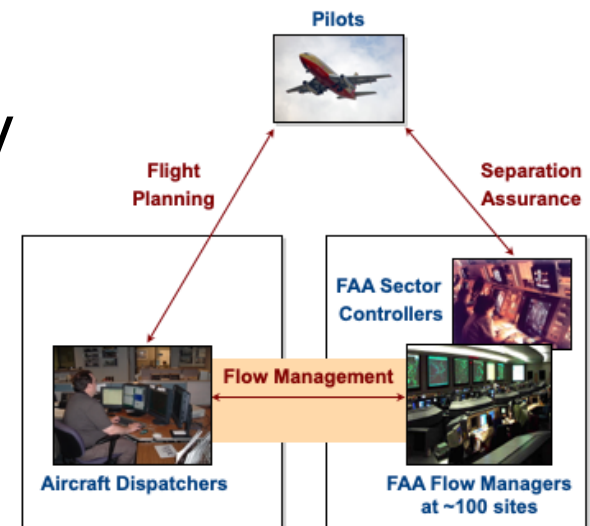 Pilots
y
Flight
Planning
Separation
Assurance
FAA Sector
Controllers
Flow Management
Aircraft Dispatchers
FAA Flow Managers
at ~100 sites